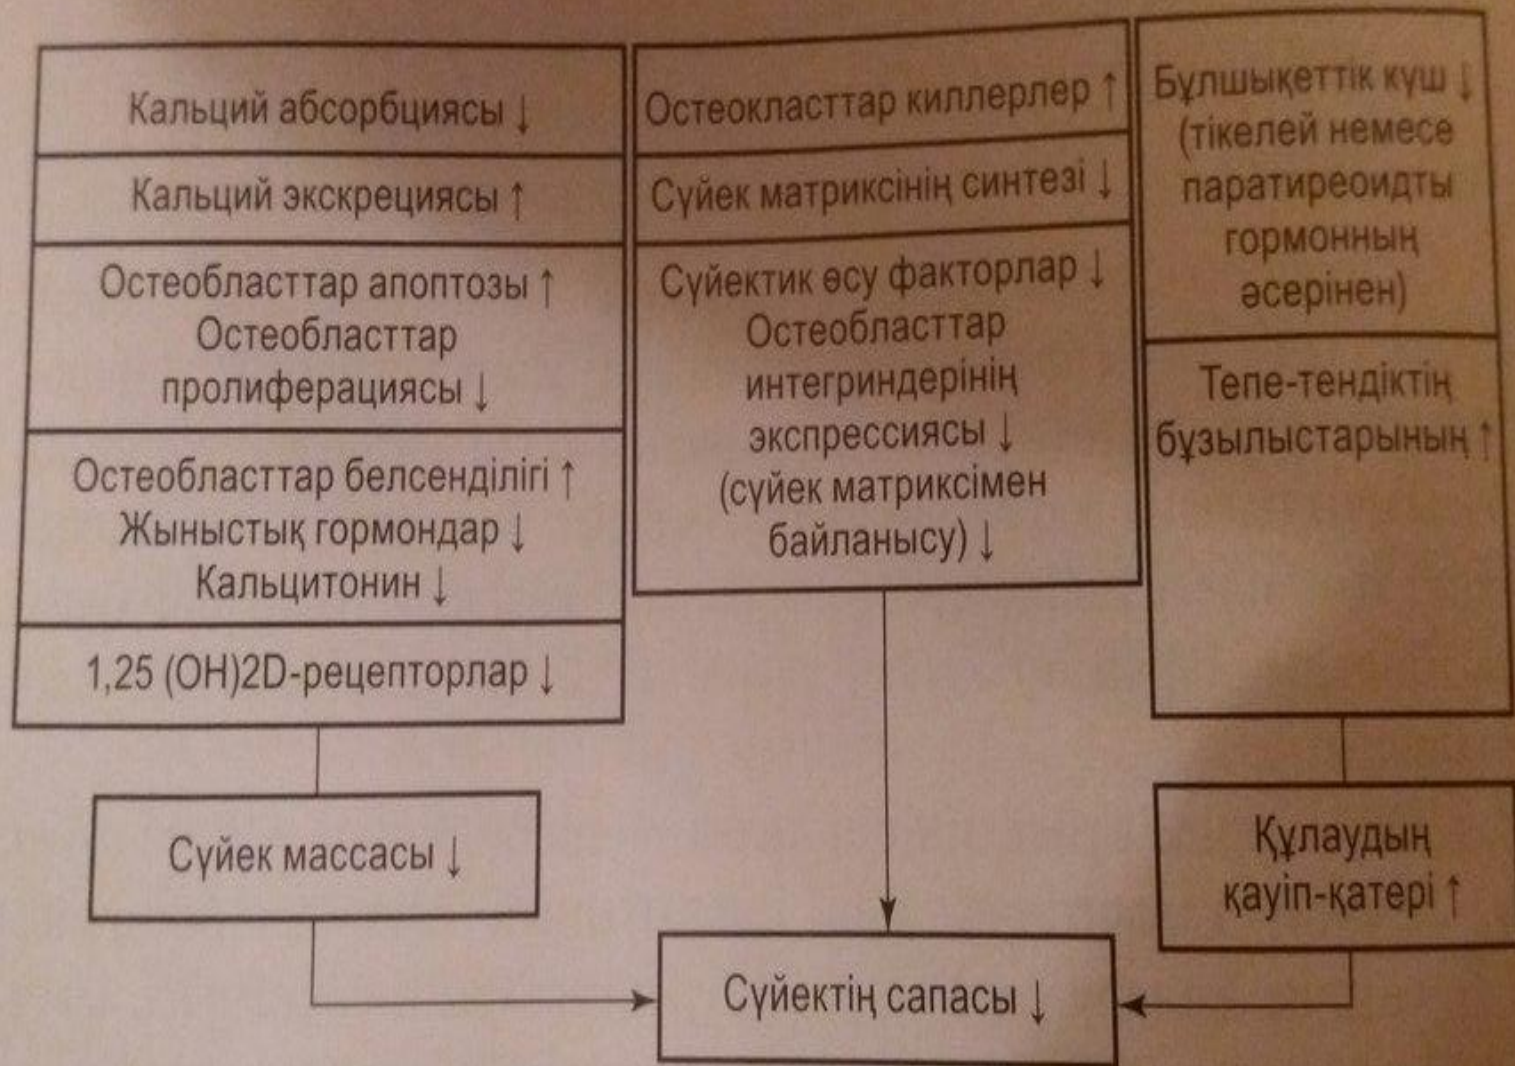 Кальций абсорбциясы ↓
Кальций экскрециясы ↑
Остеобласттар апоптозы ↑
Остеобласттар
пролиферациясы ↓
Остеобласттар белсенділігі ↑
Жыныстық гормондар ↓
Кальцитонин ↓
1,25 (OH)2D-рецепторлар ↓
Остеокласттар киллерлер ↑
Сүйек матриксінің синтезі ↓
Сүйектик өсу факторлар ↓
Остеобласттар
интегриндерінің
экспрессиясы ↓
(сүйек матриксімен
байланысу) ↓
Бұлшықеттік күш ↓
(тікелей немесе
паратиреоидты
гормонның
әсерінен)
Тепе-тендіктің
бұзылыстарының ↑
Сүйек массасы ↓
Құлаудың
қауіп-қатері ↑
Сүйектің сапасы ↓